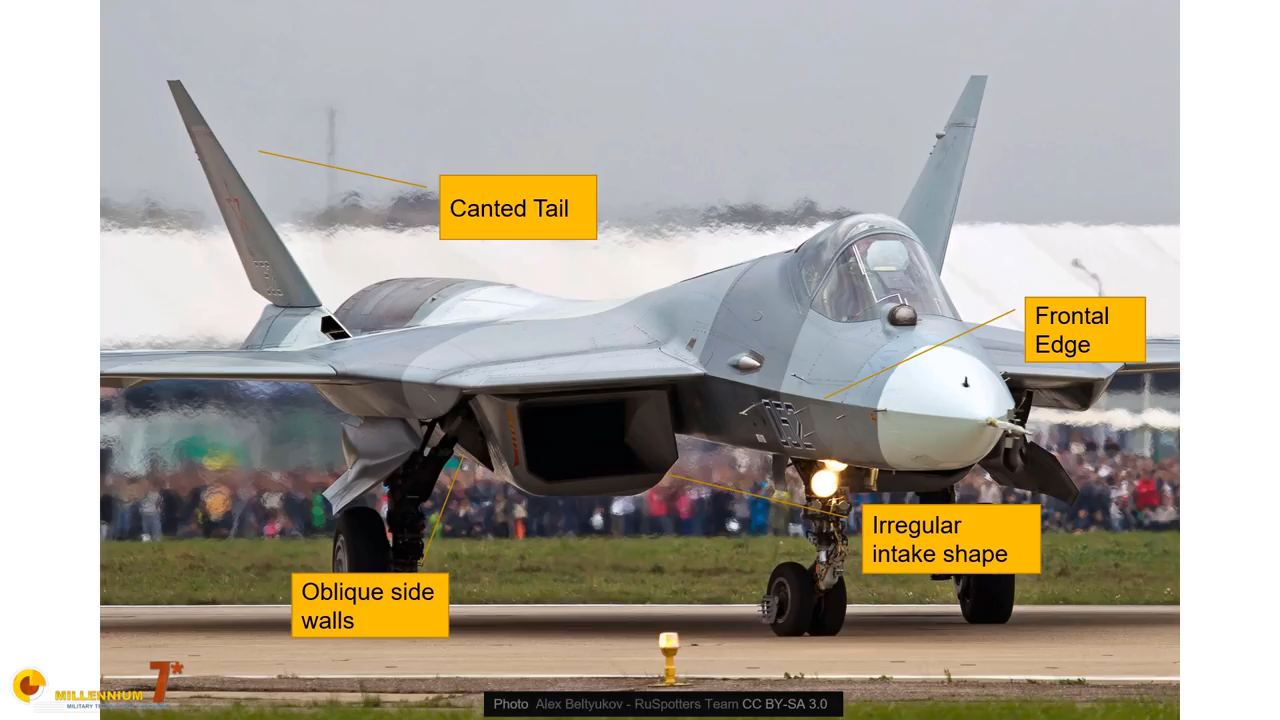 Canted Tail
Frontal
Edge
052
Irregular
intake shape
Oblique side
walls
MILLENNIUM 7*
Photo Alex Beltyukov - RuSpotters Team CC BY-SA 3.0